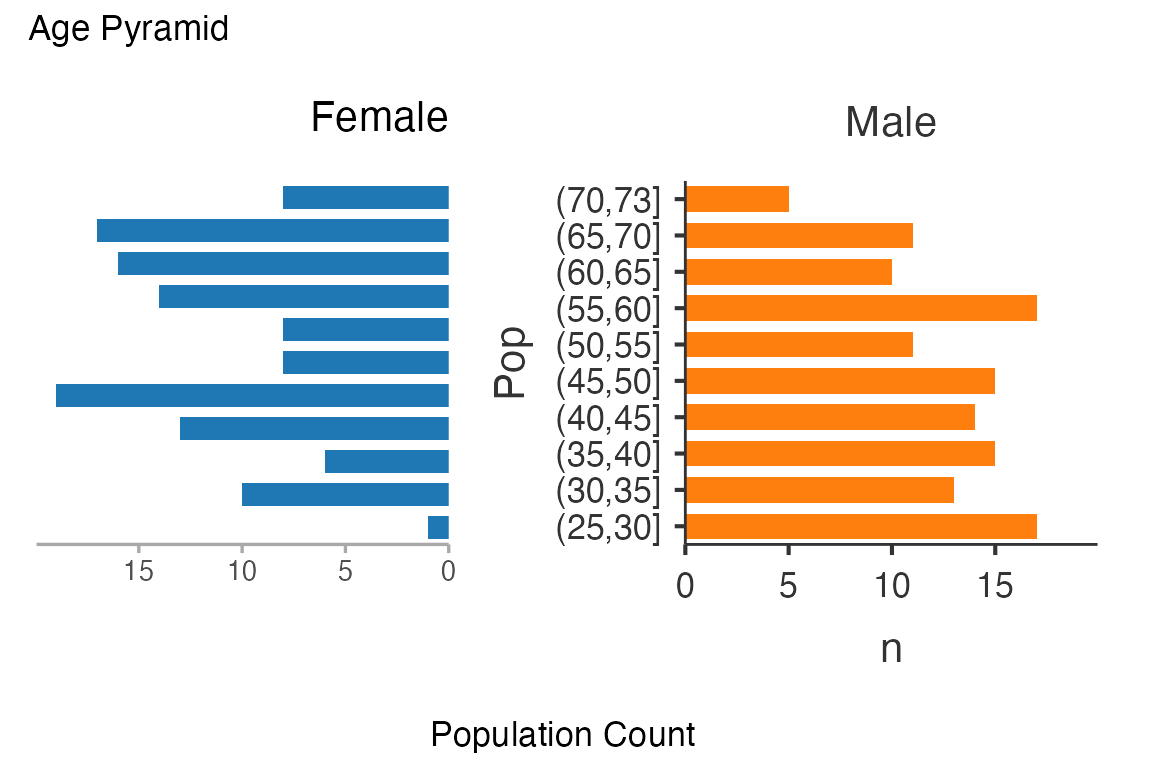 Age Pyramid
Female
Male
(70,73]
(65,70]
(60,65]
(55,60]
(50,55]
(45,50]
(40,45]
(35,40]
(30,35]
(25,30]
Pop
15 10 5 0
0 5 10 15
n
Population Count